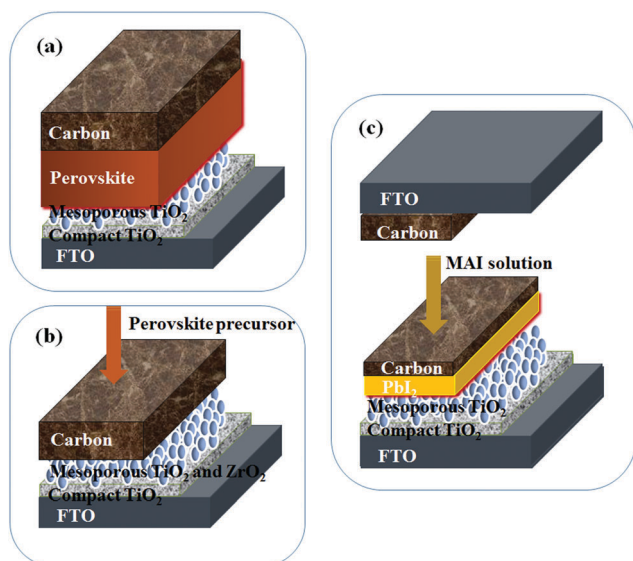 (a)
Carbon
Perovskite
Mesoporous TiO₂
Compact TiO₂
FTO
(b)
Perovskite precursor
Carbon
Mesoporous TiO₂ and ZrO₂
Compact TiO₂
FTO
(c)
FTO
Carbon
MAI solution
Carbon
PbI₂
Mesoporous TiO₂
Compact TiO₂
FTO